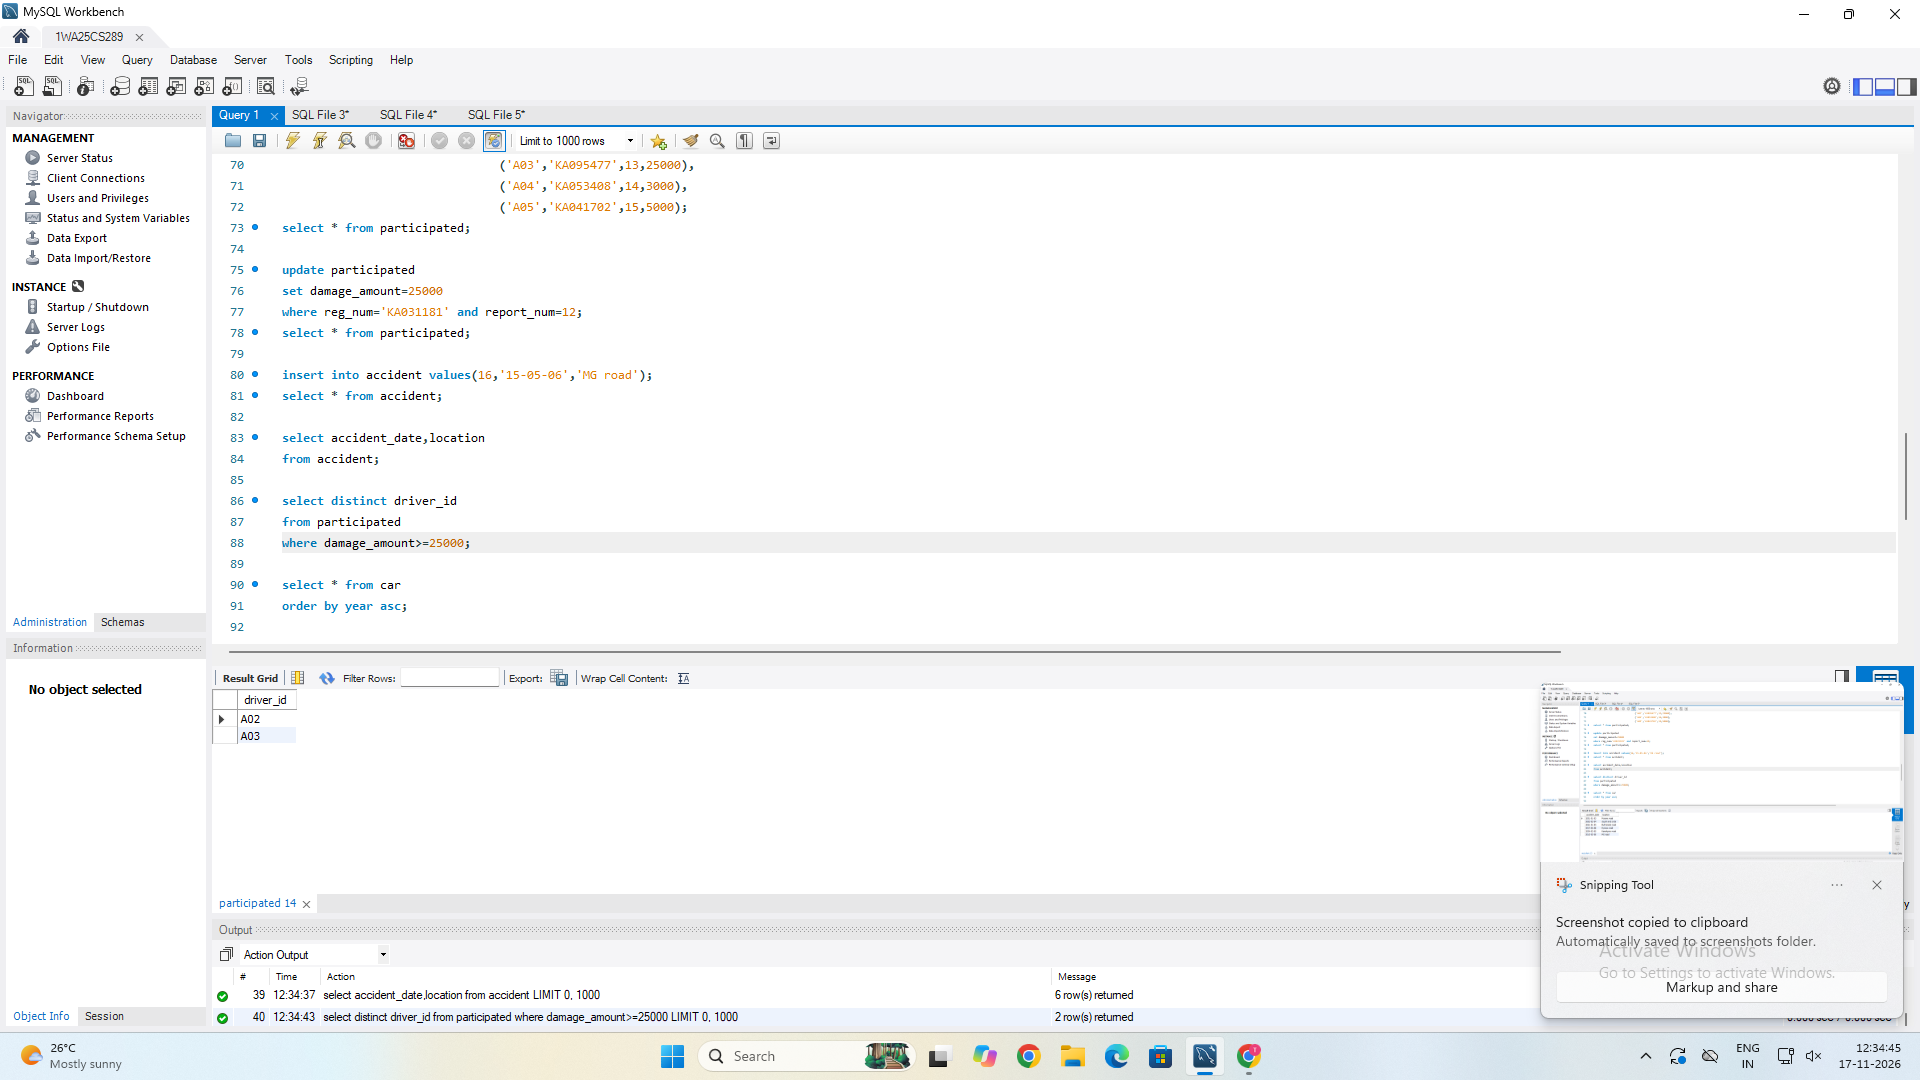 MySQL Workbench
1WA25CS289
File Edit View Query Database Server Tools Scripting Help
Navigator
MANAGEMENT
Server Status
Client Connections
Users and Privileges
Status and System Variables
Data Export
Data Import/Restore
INSTANCE
Startup / Shutdown
Server Logs
Options File
PERFORMANCE
Dashboard
Performance Reports
Performance Schema Setup
Administration Schemas
Information
No object selected
Object Info Session
Query 1 SQL File 3* SQL File 4* SQL File 5*
Limit to 1000 rows
70 ('A03','KA095477',13,25000),
71 ('A04','KA053408',14,3000),
72 ('A05','KA041702',15,5000);
73 select * from participated;
74
75 update participated
76 set damage_amount=25000
77 where reg_num='KA031181' and report_num=12;
78 select * from participated;
79
80 insert into accident values(16,'15-05-06','MG road');
81 select * from accident;
82
83 select accident_date,location
84 from accident;
85
86 select distinct driver_id
87 from participated
88 where damage_amount>=25000;
89
90 select * from car
91 order by year asc;
92
Result Grid Filter Rows: Export: Wrap Cell Content:
driver_id
A02
A03
participated 14
Output
Action Output
# Time Action Message
39 12:34:37 select accident_date,location from accident LIMIT 0, 1000 6 row(s) returned
40 12:34:43 select distinct driver_id from participated where damage_amount>=25000 LIMIT 0, 1000 2 row(s) returned
Snipping Tool
Screenshot copied to clipboard
Automatically saved to screenshots folder.
Activate Windows
Go to Settings to activate Windows.
Markup and share
26°C
Mostly sunny
Search
ENG
IN
12:34:45
17-11-2026